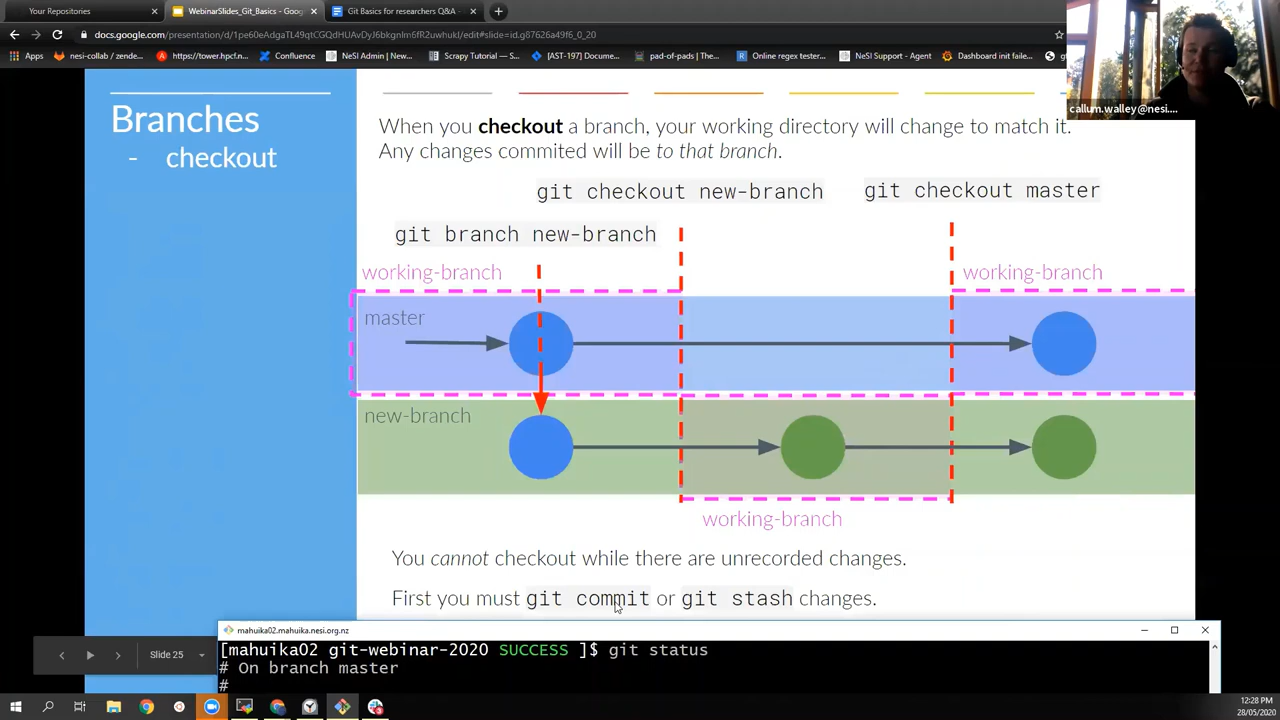 Your Repositories
WebinarSlides_Git_Basics - Goog
Git Basics for researchers Q&A -
docs.google.com/presentation/d/1pe60eAdgaTL49qtCGQdHUAvDyJ6bkgnlm6fR2uwhukI/edit#slide=id.g87626a49f6_0_20
Apps
nesi-collab / zende...
https://tower.hpcf.n...
Confluence
NeSI Admin | New...
Scrapy Tutorial — S...
[AST-197] Docume...
pad-of-pads | The...
Online regex tester...
NeSI Support - Agent
Dashboard init faile...
callum.walley@nesi....
Branches
- checkout
When you checkout a branch, your working directory will change to match it.
Any changes commited will be to that branch.
git checkout new-branch
git checkout master
git branch new-branch
working-branch
working-branch
master
new-branch
working-branch
You cannot checkout while there are unrecorded changes.
First you must git commit or git stash changes.
mahuika02.mahuika.nesi.org.nz
[mahuika02 git-webinar-2020 SUCCESS ]$ git status
# On branch master
#
Slide 25
12:28 PM
28/05/2020